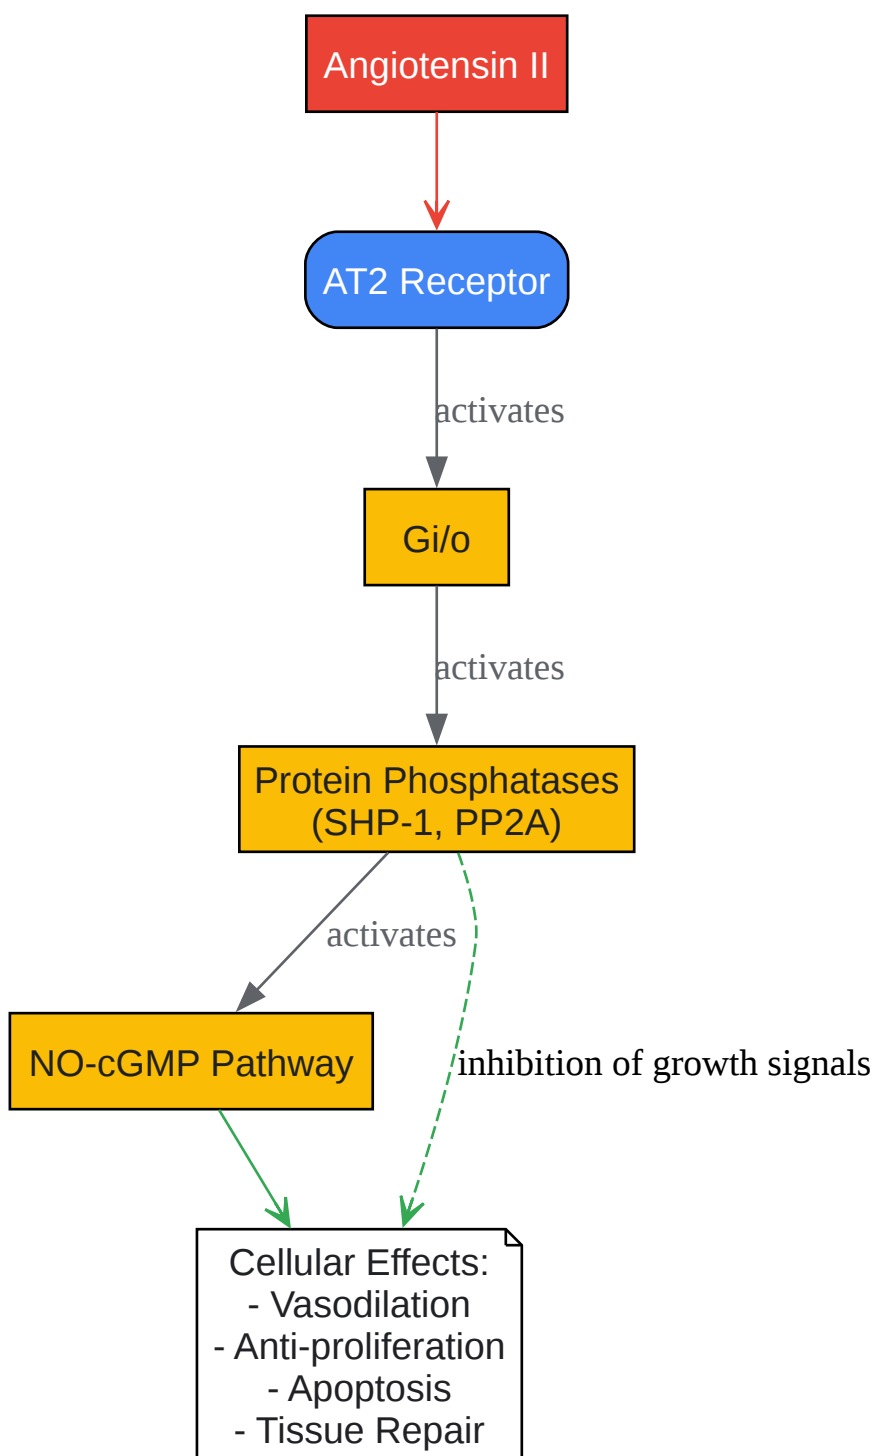 Angiotensin II
AT2 Receptor
activates
Gi/o
activates
Protein Phosphatases
(SHP-1, PP2A)
activates
NO-cGMP Pathway
inhibition of growth signals
Cellular Effects:
- Vasodilation
- Anti-proliferation
- Apoptosis
- Tissue Repair